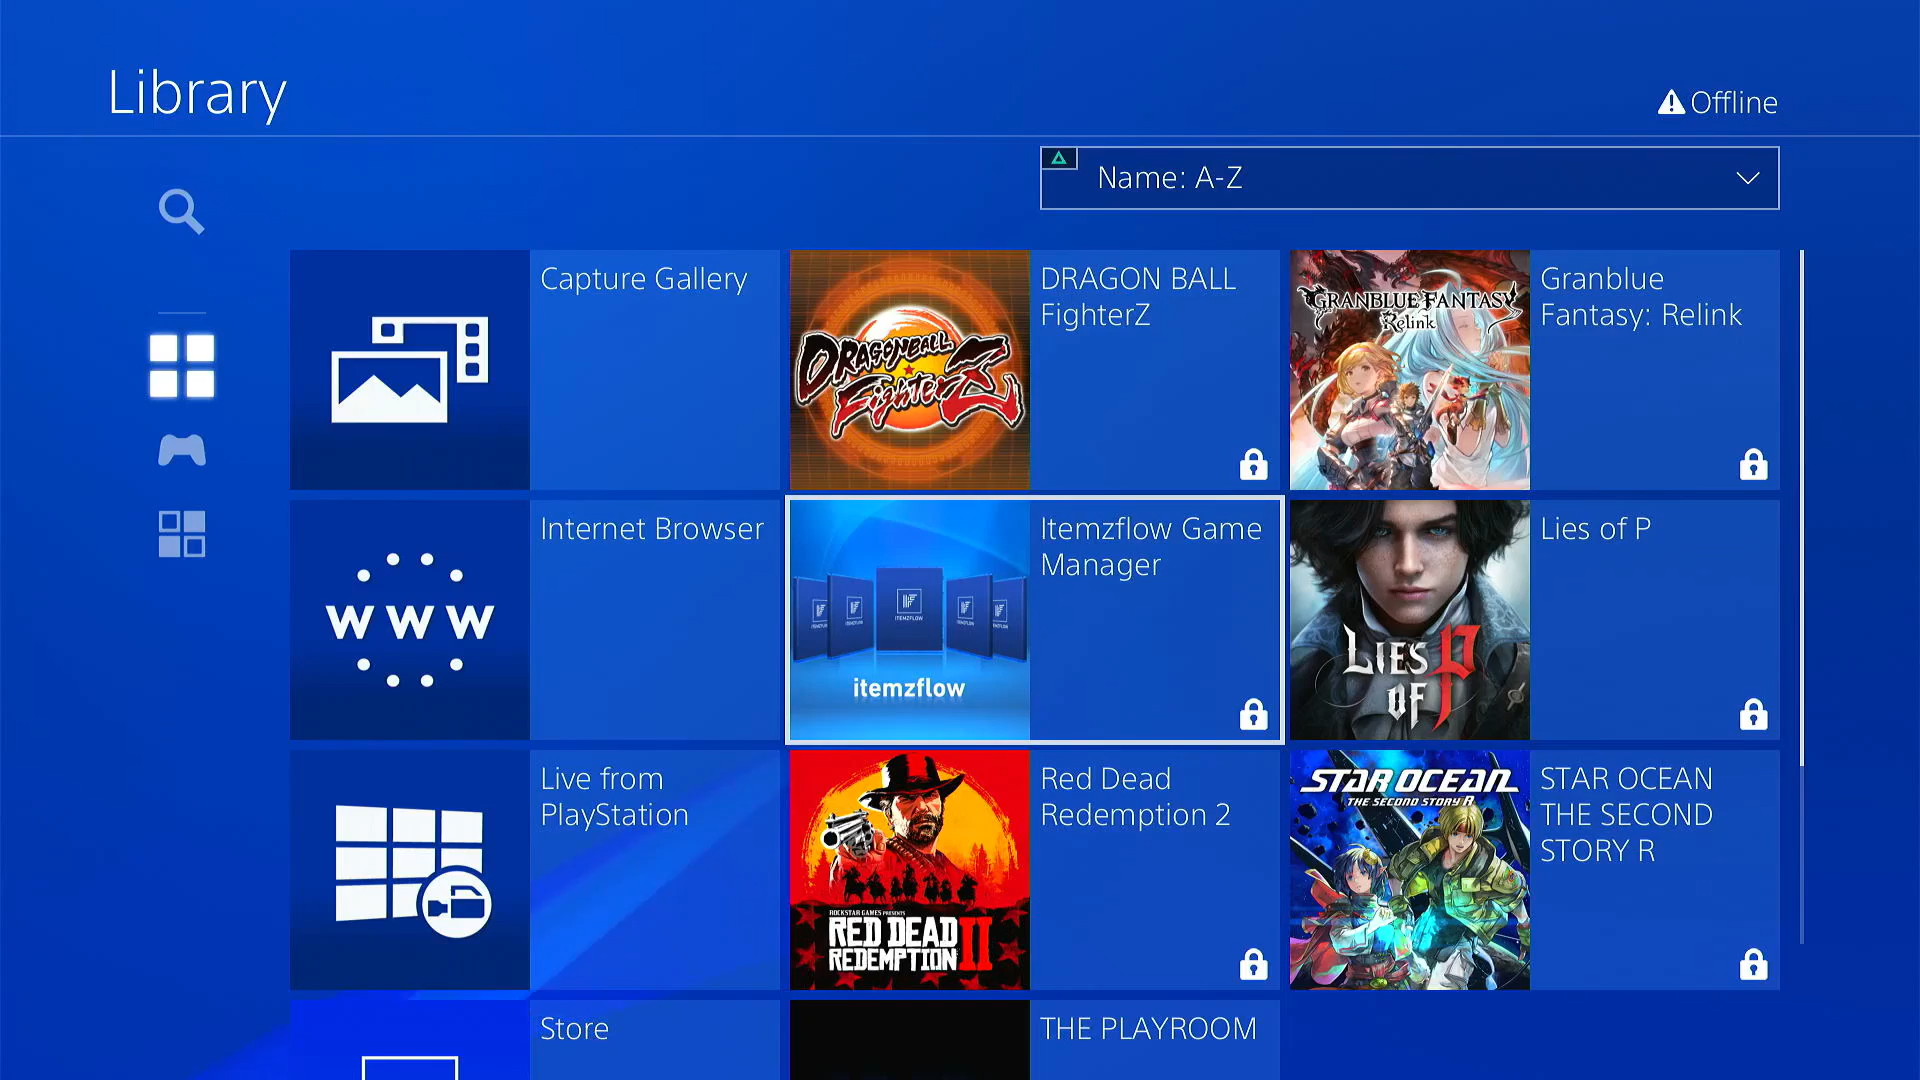 Library
Offline
Name: A-Z
Capture Gallery
DRAGONBALL
FighterZ
DRAGON BALL
FighterZ
GRANBLUE FANTASY
Relink
Granblue
Fantasy: Relink
WWW
Internet Browser
ITEMZFLOW
itemzflow
Itemzflow Game
Manager
LIES
OF P
Lies of P
Live from
PlayStation
ROCKSTAR GAMES PRESENTS
RED DEAD
REDEMPTION II
Red Dead
Redemption 2
STAR OCEAN
THE SECOND STORY R
STAR OCEAN
THE SECOND
STORY R
Store
THE PLAYROOM